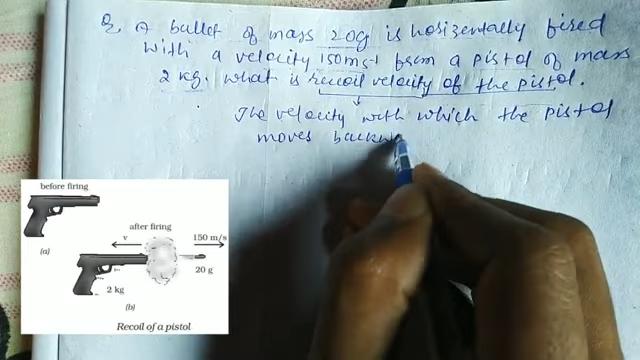 Q. A bullet of mass 20g is horizontally fired
with a velocity 150ms-1 from a pistol of mass
2 kg. what is recoil velocity of the pistol.
The velocity with which the pistol
moves backw
before firing
(a)
after firing
v
150 m/s
20 g
2 kg
(b)
Recoil of a pistol